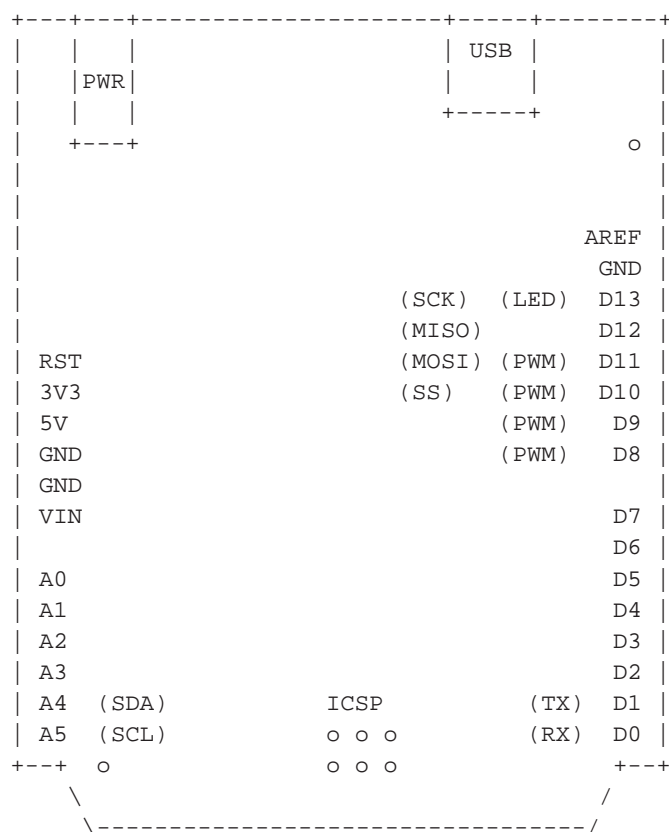 USB
PWR
AREF
GND
(SCK) (LED) D13
(MISO) D12
RST (MOSI) (PWM) D11
3V3 (SS) (PWM) D10
5V (PWM) D9
GND (PWM) D8
GND
VIN D7
D6
A0 D5
A1 D4
A2 D3
A3 D2
A4 (SDA) ICSP (TX) D1
A5 (SCL) o o o (RX) D0
o o o o